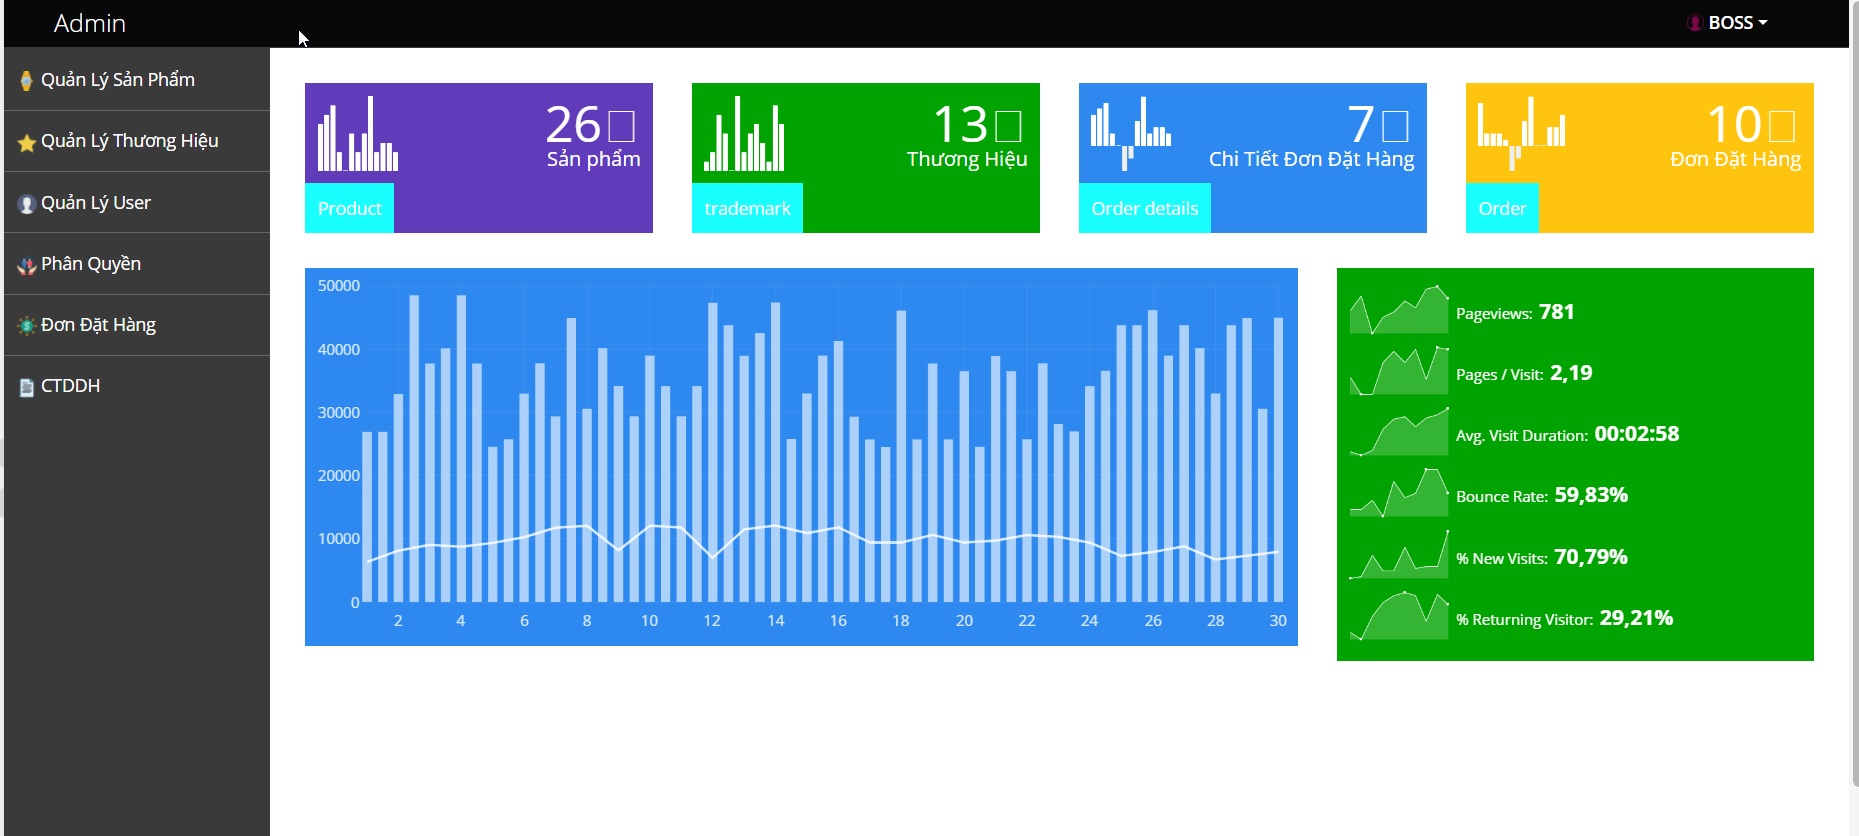 Admin
BOSS
Quản Lý Sản Phẩm
Quản Lý Thương Hiệu
Quản Lý User
Phân Quyền
Đơn Đặt Hàng
CTDDH
26
Sản phẩm
Product
13
Thương Hiệu
trademark
7
Chi Tiết Đơn Đặt Hàng
Order details
10
Đơn Đặt Hàng
Order
50000
40000
30000
20000
10000
0
2 4 6 8 10 12 14 16 18 20 22 24 26 28 30
Pageviews: 781
Pages / Visit: 2,19
Avg. Visit Duration: 00:02:58
Bounce Rate: 59,83%
% New Visits: 70,79%
% Returning Visitor: 29,21%